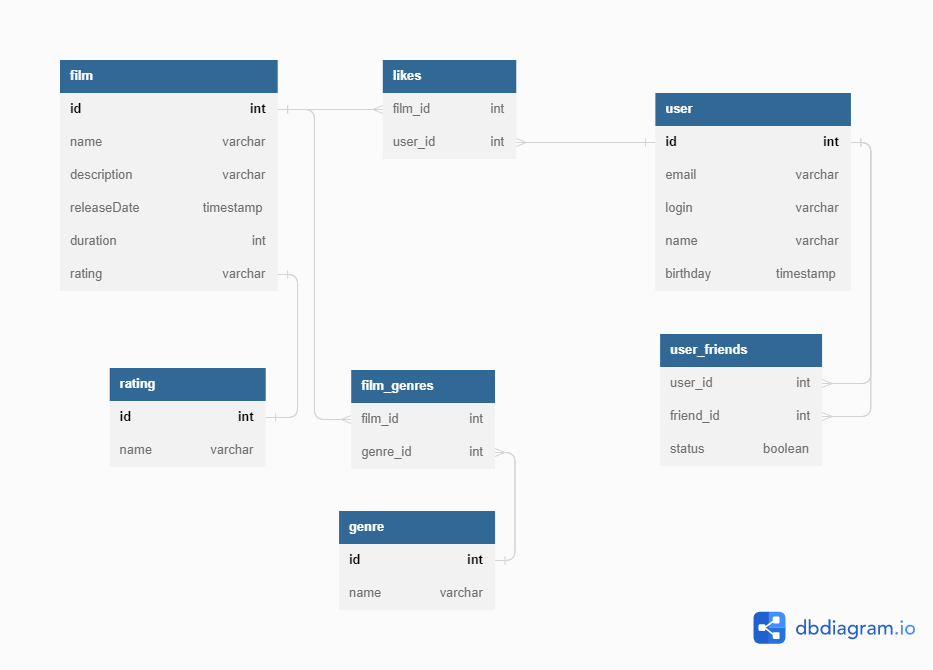 film
id int
name varchar
description varchar
releaseDate timestamp
duration int
rating varchar
likes
film_id int
user_id int
user
id int
email varchar
login varchar
name varchar
birthday timestamp
user_friends
user_id int
friend_id int
status boolean
rating
id int
name varchar
film_genres
film_id int
genre_id int
genre
id int
name varchar
dbdiagram.io